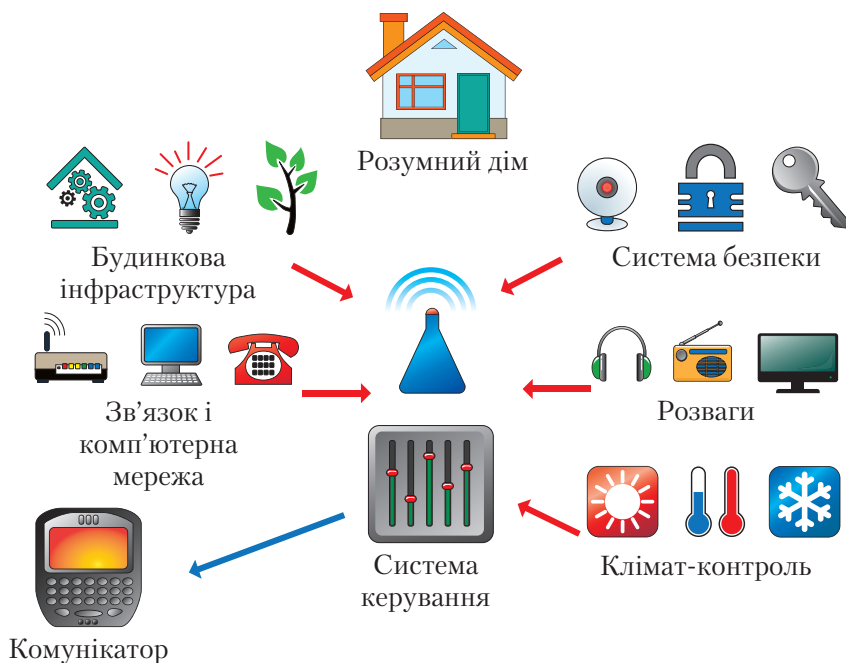 Розумний дім
Будинкова
інфраструктура
Система безпеки
Зв’язок і
комп’ютерна
мережа
Розваги
Система
керування
Клімат-контроль
Комунікатор